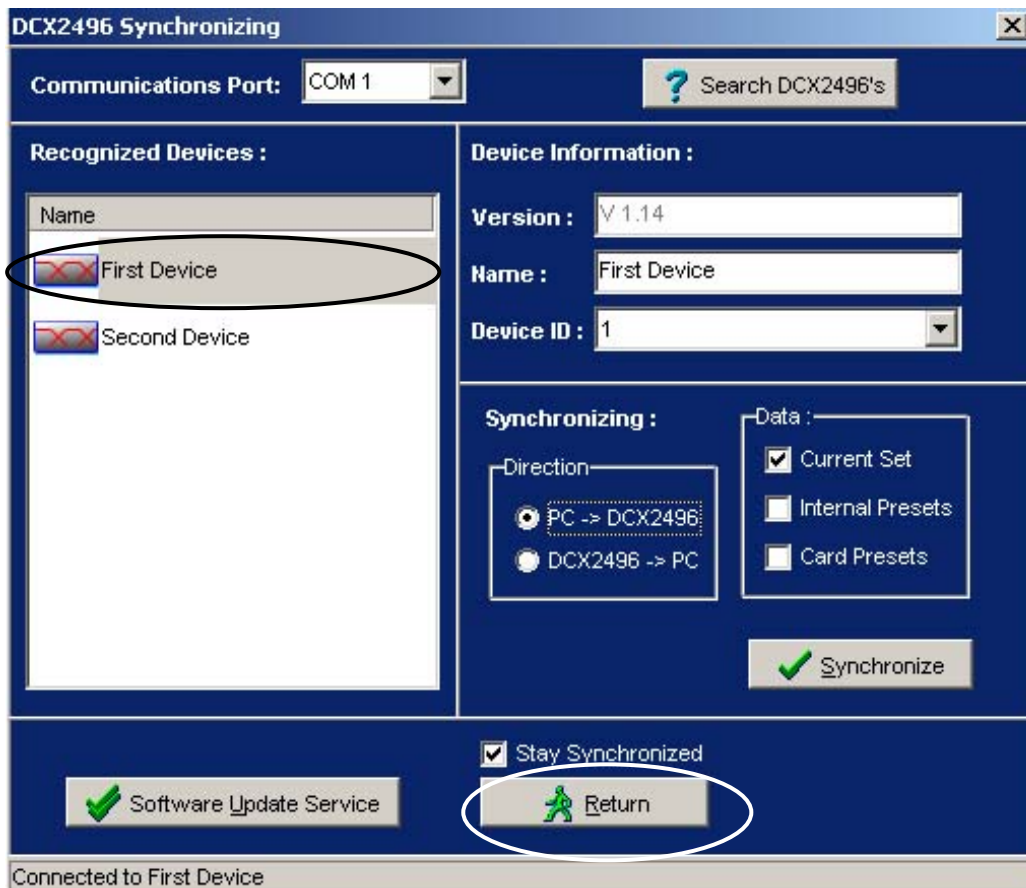 DCX2496 Synchronizing
Communications Port: COM 1
Search DCX2496's
Recognized Devices :
Name
First Device
Second Device
Device Information :
Version : V 1.14
Name : First Device
Device ID : 1
Synchronizing :
Direction
PC -> DCX2496
DCX2496 -> PC
Data :
Current Set
Internal Presets
Card Presets
Synchronize
Stay Synchronized
Software Update Service
Return
Connected to First Device